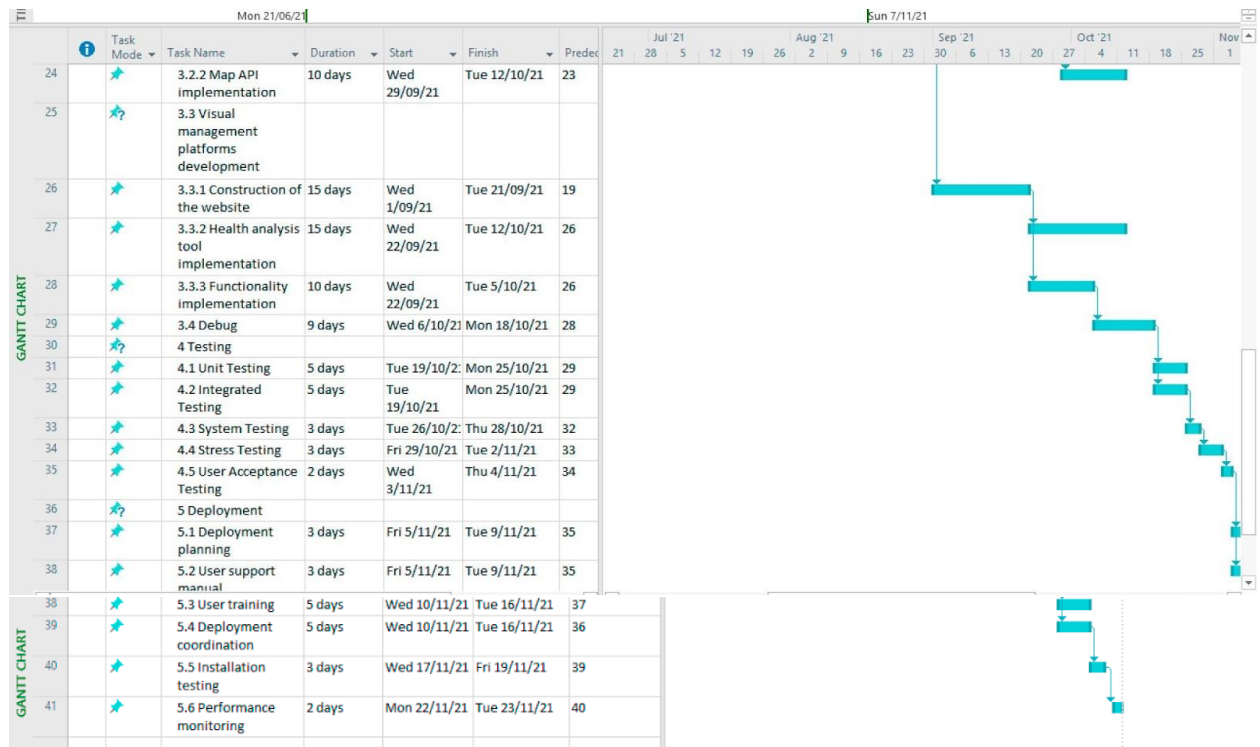 Mon 21/06/21 Sun 7/11/21
Task
Mode Task Name Duration Start Finish Predec
Jul '21 Aug '21 Sep '21 Oct '21 Nov
21 28 5 12 19 26 2 9 16 23 30 6 13 20 27 4 11 18 25 1
24 3.2.2 Map API 10 days Wed Tue 12/10/21 23
implementation 29/09/21
25 3.3 Visual
management
platforms
development
26 3.3.1 Construction of 15 days Wed Tue 21/09/21 19
the website 1/09/21
27 3.3.2 Health analysis 15 days Wed Tue 12/10/21 26
tool 22/09/21
implementation
28 3.3.3 Functionality 10 days Wed Tue 5/10/21 26
implementation 22/09/21
29 3.4 Debug 9 days Wed 6/10/21 Mon 18/10/21 28
30 4 Testing
31 4.1 Unit Testing 5 days Tue 19/10/2 Mon 25/10/21 29
32 4.2 Integrated 5 days Tue Mon 25/10/21 29
Testing 19/10/21
33 4.3 System Testing 3 days Tue 26/10/2 Thu 28/10/21 32
34 4.4 Stress Testing 3 days Fri 29/10/21 Tue 2/11/21 33
35 4.5 User Acceptance 2 days Wed Thu 4/11/21 34
Testing 3/11/21
36 5 Deployment
37 5.1 Deployment 3 days Fri 5/11/21 Tue 9/11/21 35
planning
38 5.2 User support 3 days Fri 5/11/21 Tue 9/11/21 35
manual
GANTT CHART
38 5.3 User training 5 days Wed 10/11/21 Tue 16/11/21 37
39 5.4 Deployment 5 days Wed 10/11/21 Tue 16/11/21 36
coordination
40 5.5 Installation 3 days Wed 17/11/21 Fri 19/11/21 39
testing
41 5.6 Performance 2 days Mon 22/11/21 Tue 23/11/21 40
monitoring
GANTT CHART